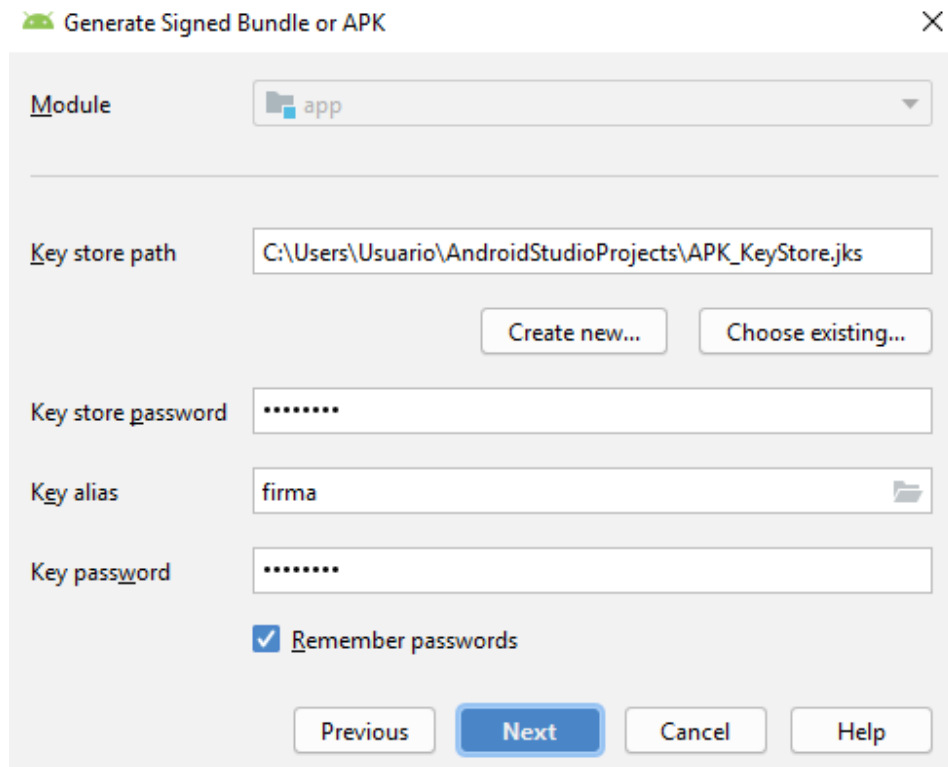 Generate Signed Bundle or APK
Module app
Key store path C:\Users\Usuario\AndroidStudioProjects\APK_KeyStore.jks
Create new... Choose existing...
Key store password ••••••••
Key alias firma
Key password ••••••••
Remember passwords
Previous Next Cancel Help